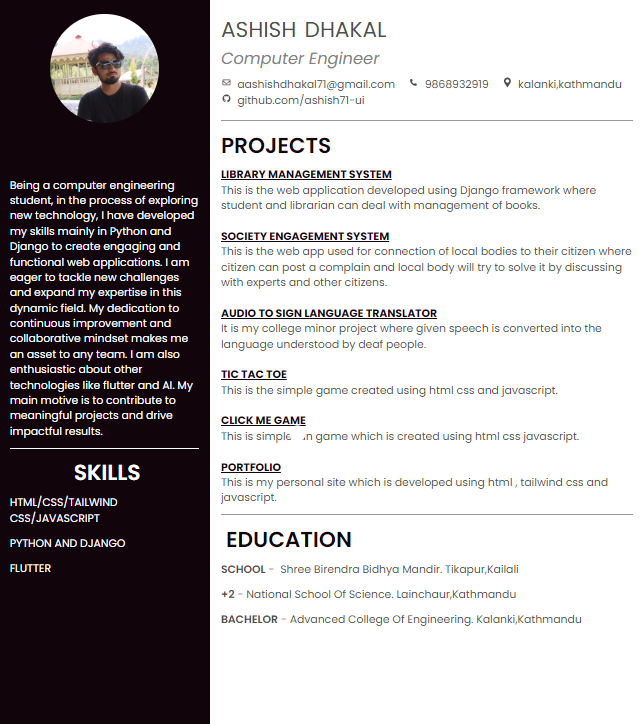 ASHISH DHAKAL
Computer Engineer
aashishdhakal71@gmail.com 9868932919 kalanki,kathmandu
github.com/ashish71-ui
Being a computer engineering
student, in the process of exploring
new technology, I have developed
my skills mainly in Python and
Django to create engaging and
functional web applications. I am
eager to tackle new challenges
and expand my expertise in this
dynamic field. My dedication to
continuous improvement and
collaborative mindset makes me
an asset to any team. I am also
enthusiastic about other
technologies like flutter and AI. My
main motive is to contribute to
meaningful projects and drive
impactful results.
SKILLS
HTML/CSS/TAILWIND
CSS/JAVASCRIPT
PYTHON AND DJANGO
FLUTTER
PROJECTS
LIBRARY MANAGEMENT SYSTEM
This is the web application developed using Django framework where
student and librarian can deal with management of books.
SOCIETY ENGAGEMENT SYSTEM
This is the web app used for connection of local bodies to their citizen where
citizen can post a complain and local body will try to solve it by discussing
with experts and other citizens.
AUDIO TO SIGN LANGUAGE TRANSLATOR
It is my college minor project where given speech is converted into the
language understood by deaf people.
TIC TAC TOE
This is the simple game created using html css and javascript.
CLICK ME GAME
This is simple game which is created using html css javascript.
PORTFOLIO
This is my personal site which is developed using html , tailwind css and
javascript.
EDUCATION
SCHOOL - Shree Birendra Bidhya Mandir. Tikapur,Kailali
+2 - National School Of Science. Lainchaur,Kathmandu
BACHELOR - Advanced College Of Engineering. Kalanki,Kathmandu